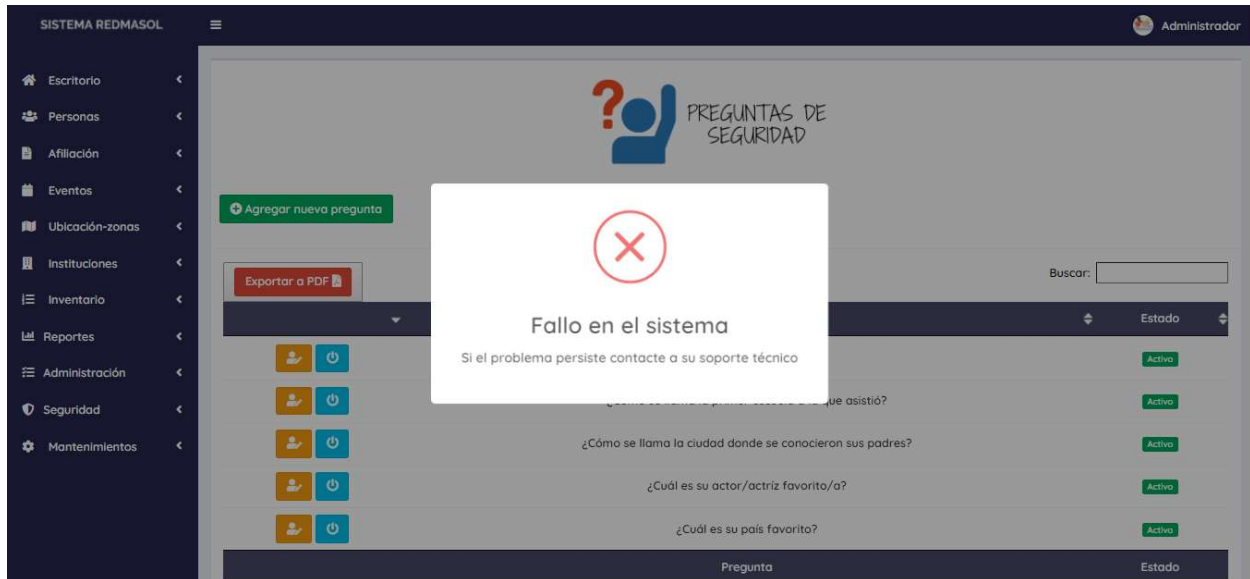 SISTEMA REDMASOL
Administrador
Escritorio
Personas
Afiliación
Eventos
Ubicación-zonas
Instituciones
Inventario
Reportes
Administración
Seguridad
Mantenimientos
PREGUNTAS DE
SEGURIDAD
Agregar nueva pregunta
Exportar a PDF
Buscar:
Estado
Fallo en el sistema
Si el problema persiste contacte a su soporte técnico
Activo
que asistió?
Activo
¿Cómo se llama la ciudad donde se conocieron sus padres?
Activo
¿Cuál es su actor/actríz favorito/a?
Activo
¿Cuál es su país favorito?
Activo
Pregunta
Estado